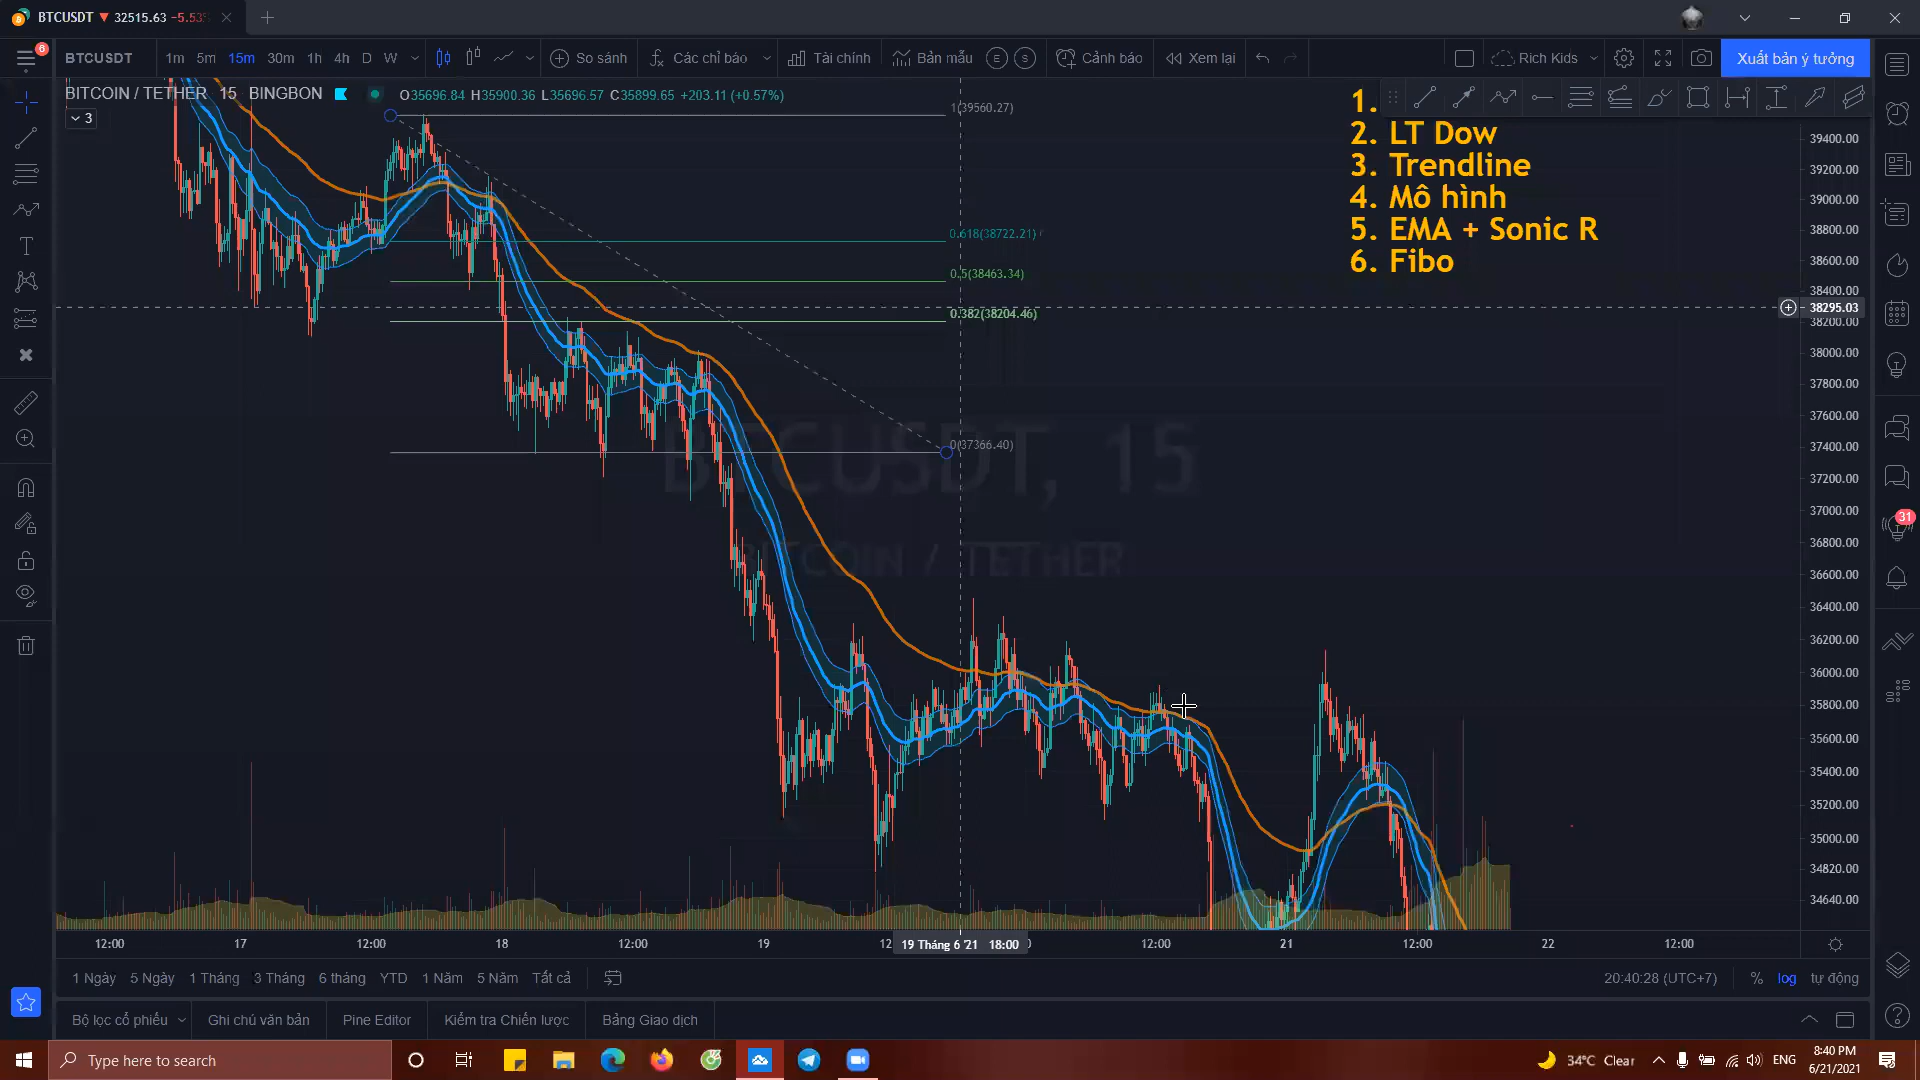 BTCUSDT ▼ 32515.63 −5.53
6
BTCUSDT 1m 5m 15m 30m 1h 4h D W So sánh Các chỉ báo Tài chính Bản mẫu E S Cảnh báo Xem lại Rich Kids Xuất bản ý tưởng
BITCOIN / TETHER 15 BINGBON O35696.84 H35900.36 L35696.57 C35899.65 +203.11 (+0.57%)
3
1(39560.27)
0.618(38722.21)
0.5(38463.34)
0.382(38204.46)
0(37366.40)
1.
2. LT Dow
3. Trendline
4. Mô hình
5. EMA + Sonic R
6. Fibo
BTCUSDT, 15
BITCOIN / TETHER
39400.00
39200.00
39000.00
38800.00
38600.00
38400.00
38295.03
38200.00
38000.00
37800.00
37600.00
37400.00
37200.00
37000.00
36800.00
36600.00
36400.00
36200.00
36000.00
35800.00
35600.00
35400.00
35200.00
35000.00
34820.00
34640.00
31
12:00 17 12:00 18 12:00 19 12 19 Tháng 6 '21 18:00 12:00 21 12:00 22 12:00
1 Ngày 5 Ngày 1 Tháng 3 Tháng 6 tháng YTD 1 Năm 5 Năm Tất cả 20:40:28 (UTC+7) % log tự động
Bộ lọc cổ phiếu Ghi chú văn bản Pine Editor Kiểm tra Chiến lược Bảng Giao dịch
Type here to search 34°C Clear ENG 8:40 PM
6/21/2021